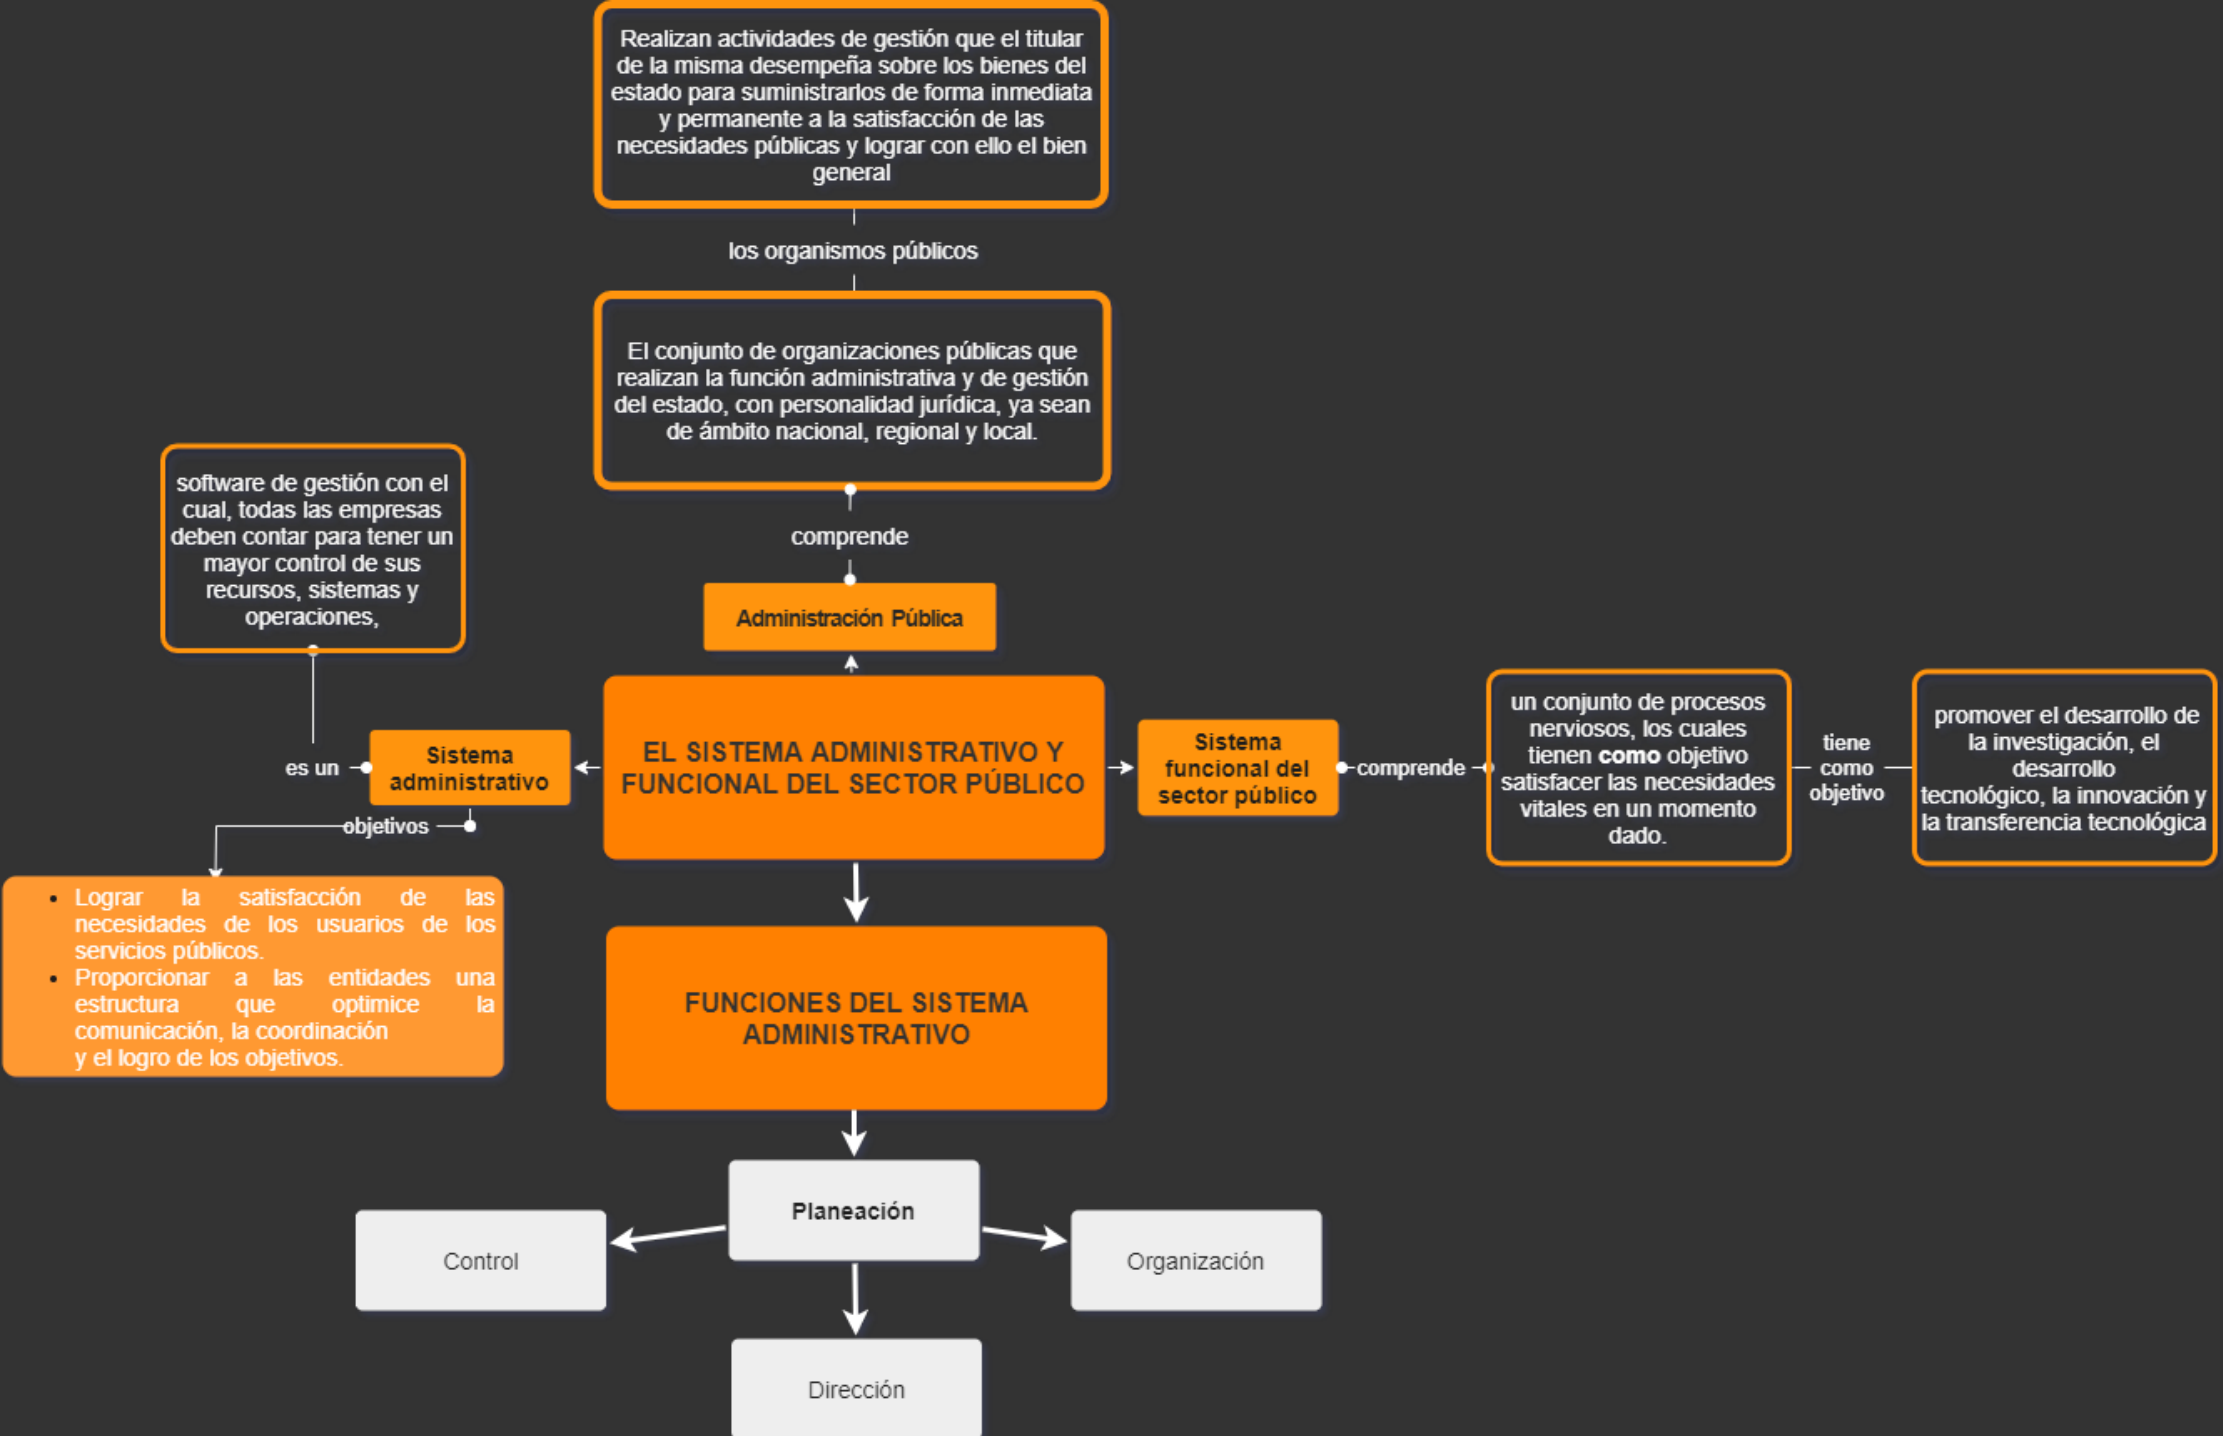 Realizan actividades de gestión que el titular
de la misma desempeña sobre los bienes del
estado para suministrarlos de forma inmediata
y permanente a la satisfacción de las
necesidades públicas y lograr con ello el bien
general
los organismos públicos
El conjunto de organizaciones públicas que
realizan la función administrativa y de gestión
del estado, con personalidad jurídica, ya sean
de ámbito nacional, regional y local.
comprende
Administración Pública
software de gestión con el
cual, todas las empresas
deben contar para tener un
mayor control de sus
recursos, sistemas y
operaciones,
es un
Sistema
administrativo
objetivos
• Lograr la satisfacción de las
necesidades de los usuarios de los
servicios públicos.
• Proporcionar a las entidades una
estructura que optimice la
comunicación, la coordinación
y el logro de los objetivos.
EL SISTEMA ADMINISTRATIVO Y
FUNCIONAL DEL SECTOR PÚBLICO
Sistema
funcional del
sector público
comprende
un conjunto de procesos
nerviosos, los cuales
tienen como objetivo
satisfacer las necesidades
vitales en un momento
dado.
tiene
como
objetivo
promover el desarrollo de
la investigación, el
desarrollo
tecnológico, la innovación y
la transferencia tecnológica
FUNCIONES DEL SISTEMA
ADMINISTRATIVO
Planeación
Control
Organización
Dirección